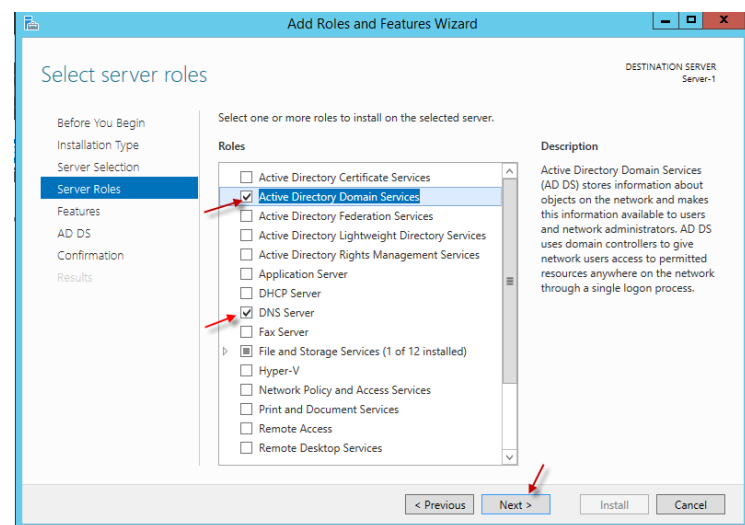 Add Roles and Features Wizard
Select server roles
DESTINATION SERVER
Server-1
Before You Begin
Installation Type
Server Selection
Server Roles
Features
AD DS
Confirmation
Results
Select one or more roles to install on the selected server.
Roles
Active Directory Certificate Services
Active Directory Domain Services
Active Directory Federation Services
Active Directory Lightweight Directory Services
Active Directory Rights Management Services
Application Server
DHCP Server
DNS Server
Fax Server
File and Storage Services (1 of 12 installed)
Hyper-V
Network Policy and Access Services
Print and Document Services
Remote Access
Remote Desktop Services
Description
Active Directory Domain Services
(AD DS) stores information about
objects on the network and makes
this information available to users
and network administrators. AD DS
uses domain controllers to give
network users access to permitted
resources anywhere on the network
through a single logon process.
< Previous
Next >
Install
Cancel